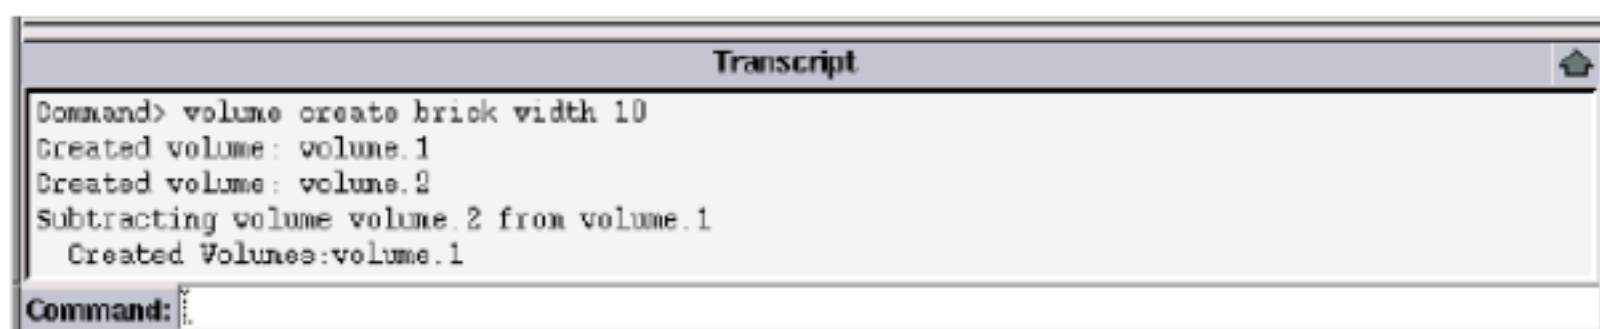 Transcript
Command> volume create brick width 10
Created volume: volume.1
Created volume: volume.2
Subtracting volume volume.2 from volume.1
Created Volumes:volume.1
Command: